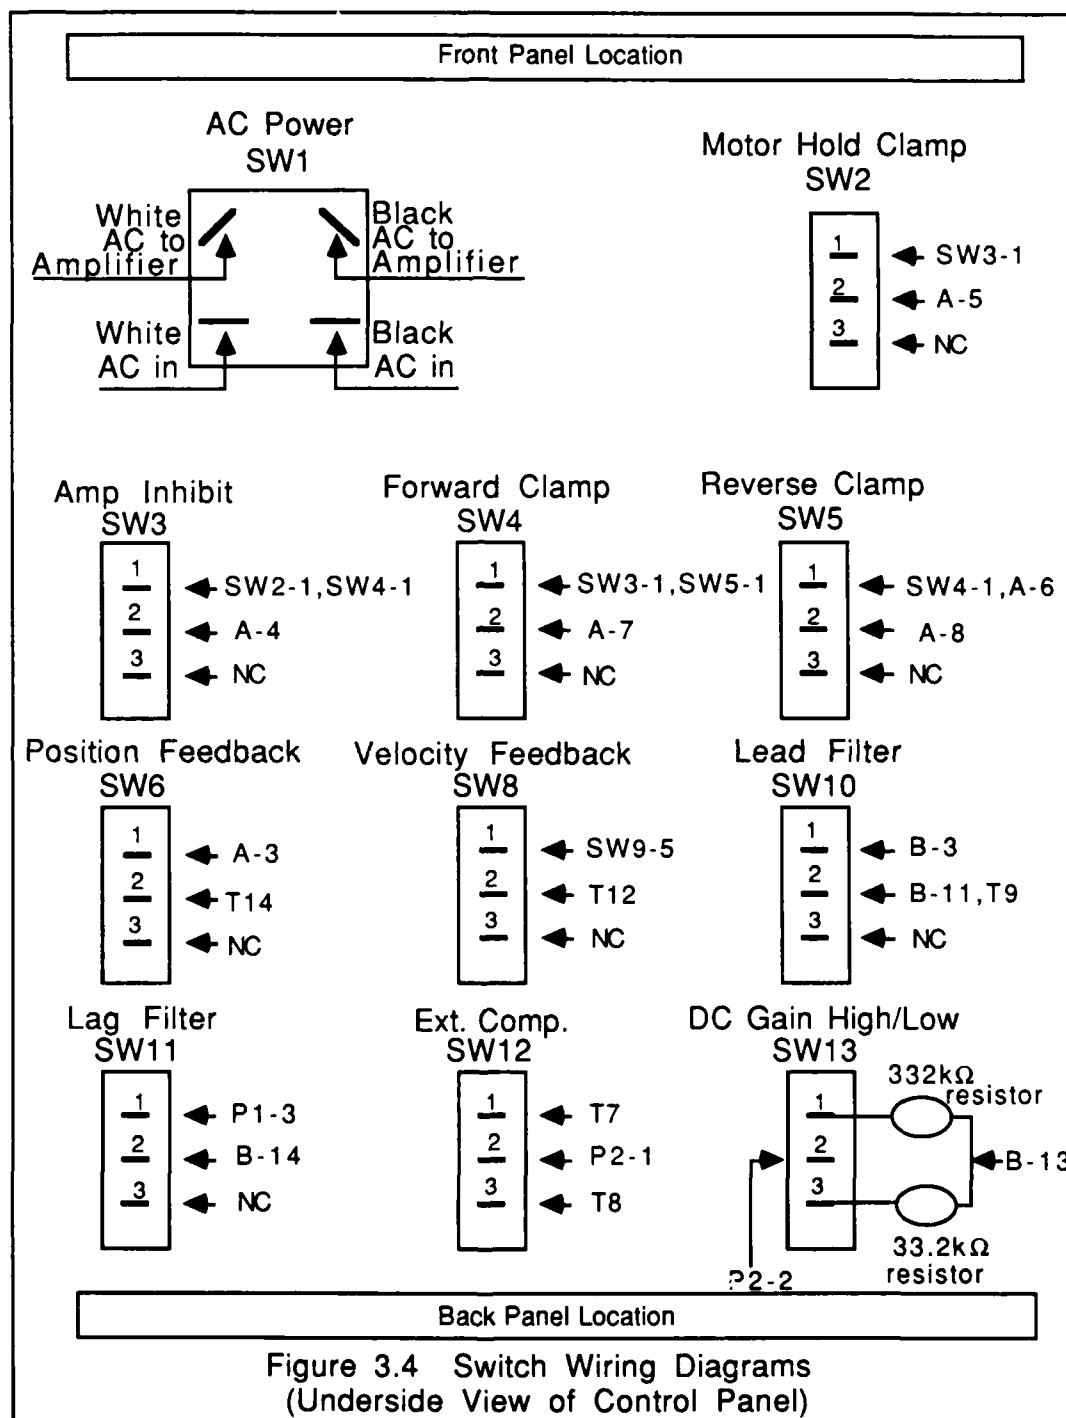 Front Panel Location
AC Power
SW1
White
AC to
Amplifier
Black
AC to
Amplifier
White
AC in
Black
AC in
Motor Hold Clamp
SW2
1
SW3-1
2
A-5
3
NC
Amp Inhibit
SW3
1
SW2-1,SW4-1
2
A-4
3
NC
Forward Clamp
SW4
1
SW3-1,SW5-1
2
A-7
3
NC
Reverse Clamp
SW5
1
SW4-1,A-6
2
A-8
3
NC
Position Feedback
SW6
1
A-3
2
T14
3
NC
Velocity Feedback
SW8
1
SW9-5
2
T12
3
NC
Lead Filter
SW10
1
B-3
2
B-11,T9
3
NC
Lag Filter
SW11
1
P1-3
2
B-14
3
NC
Ext. Comp.
SW12
1
T7
2
P2-1
3
T8
DC Gain High/Low
SW13
332kΩ
resistor
1
2
B-13
3
33.2kΩ
resistor
P2-2
Back Panel Location
Figure 3.4 Switch Wiring Diagrams
(Underside View of Control Panel)